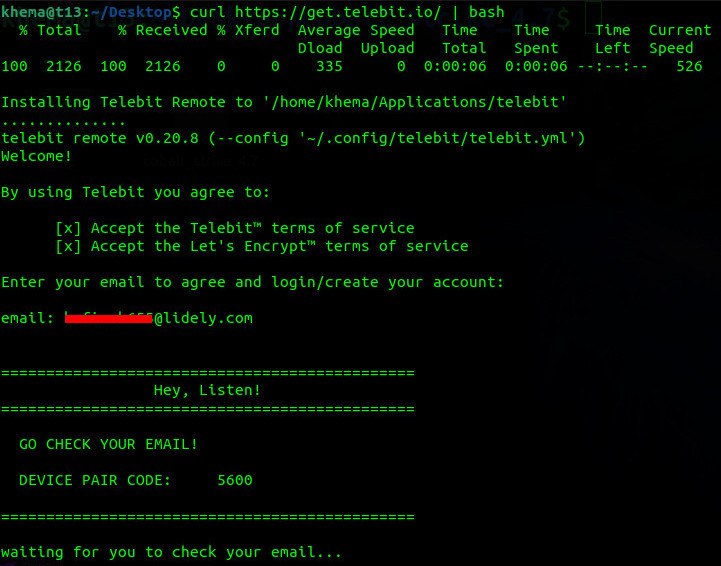 khema@t13:~/Desktop$ curl https://get.telebit.io/ | bash
% Total % Received % Xferd Average Speed Time Time Time Current
Dload Upload Total Spent Left Speed
100 2126 100 2126 0 0 335 0 0:00:06 0:00:06 --:--:-- 526
Installing Telebit Remote to '/home/khema/Applications/telebit'
..............
telebit remote v0.20.8 (--config '~/.config/telebit/telebit.yml')
Welcome!
By using Telebit you agree to:
[x] Accept the Telebit™ terms of service
[x] Accept the Let's Encrypt™ terms of service
Enter your email to agree and login/create your account:
email: @lidely.com
==============================================
Hey, Listen!
==============================================
GO CHECK YOUR EMAIL!
DEVICE PAIR CODE: 5600
==============================================
waiting for you to check your email...